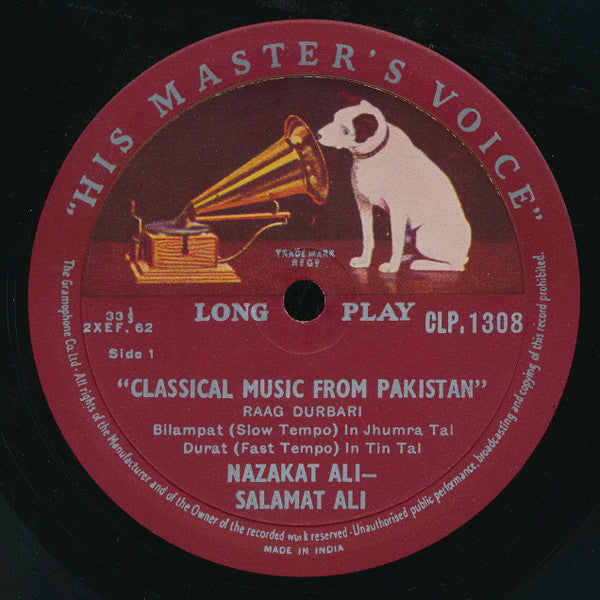 "HIS MASTER'S VOICE"
TRADE MARK
REGD
LONG PLAY
33⅓
2XEF. 62
CLP. 1308
Side 1
"CLASSICAL MUSIC FROM PAKISTAN"
RAAG DURBARI
Bilampat (Slow Tempo) In Jhumra Tal
Durat (Fast Tempo) In Tin Tal
NAZAKAT ALI—
SALAMAT ALI
The Gramophone Co. Ltd. All rights of the Manufacturer and of the Owner of the recorded work reserved · Unauthorised public performance, broadcasting and copying of this record prohibited.
MADE IN INDIA